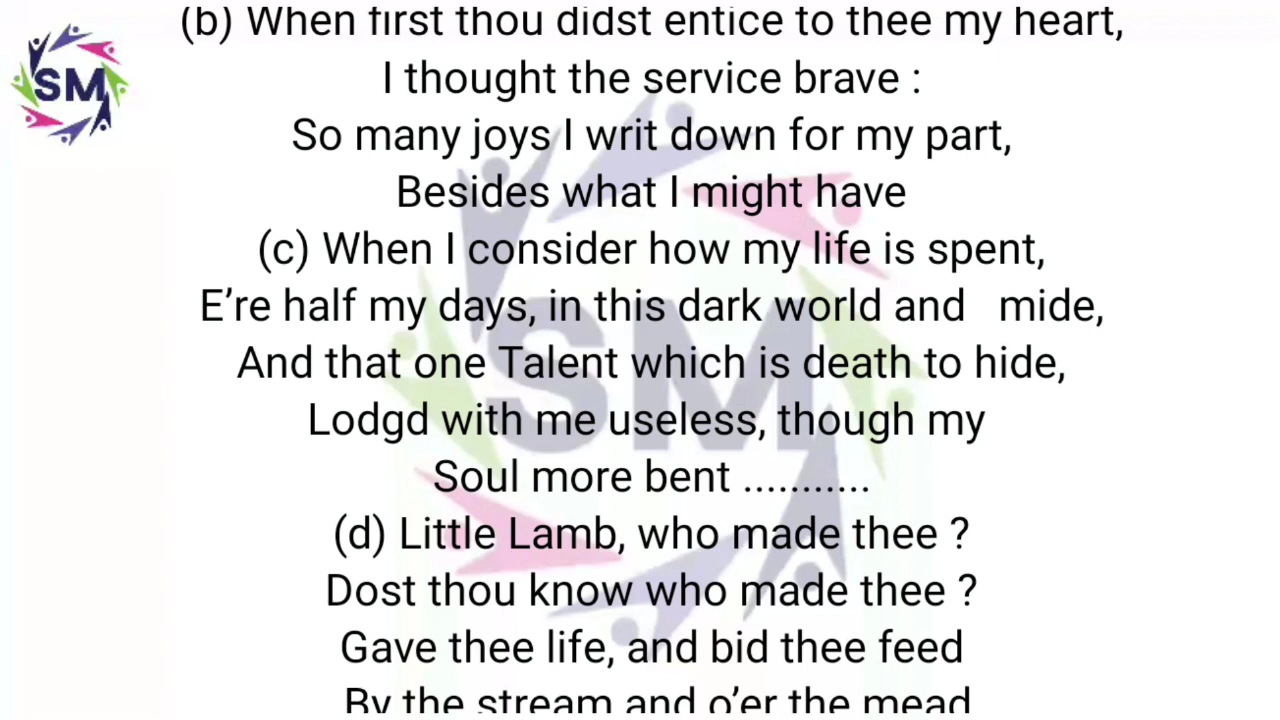 SM
(b) When first thou didst entice to thee my heart,
I thought the service brave :
So many joys I writ down for my part,
Besides what I might have
(c) When I consider how my life is spent,
E’re half my days, in this dark world and mide,
And that one Talent which is death to hide,
Lodgd with me useless, though my
Soul more bent ...........
(d) Little Lamb, who made thee ?
Dost thou know who made thee ?
Gave thee life, and bid thee feed
By the stream and o’er the mead
SM